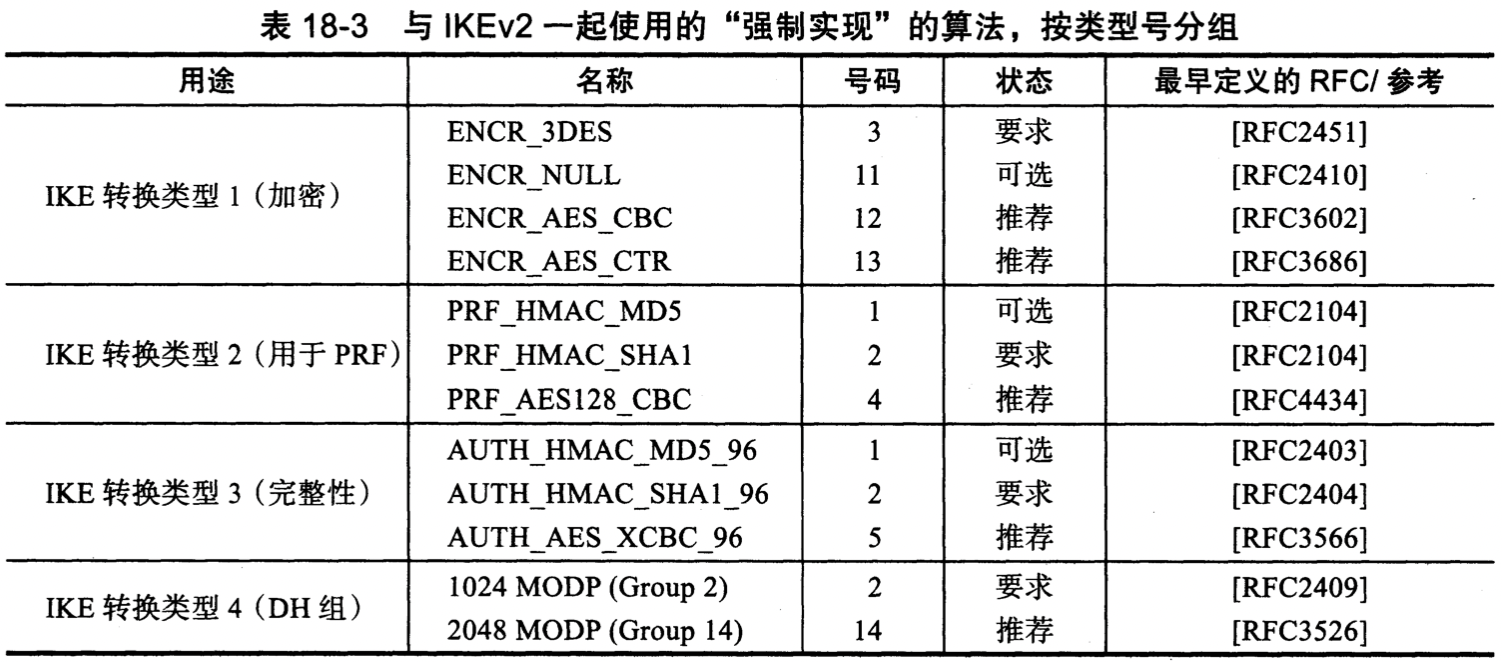 表 18-3 与 IKEv2 一起使用的“强制实现”的算法，按类型号分组
用途 名称 号码 状态 最早定义的 RFC/ 参考
IKE 转换类型 1（加密） ENCR_3DES 3 要求 [RFC2451]
ENCR_NULL 11 可选 [RFC2410]
ENCR_AES_CBC 12 推荐 [RFC3602]
ENCR_AES_CTR 13 推荐 [RFC3686]
IKE 转换类型 2（用于 PRF） PRF_HMAC_MD5 1 可选 [RFC2104]
PRF_HMAC_SHA1 2 要求 [RFC2104]
PRF_AES128_CBC 4 推荐 [RFC4434]
IKE 转换类型 3（完整性） AUTH_HMAC_MD5_96 1 可选 [RFC2403]
AUTH_HMAC_SHA1_96 2 要求 [RFC2404]
AUTH_AES_XCBC_96 5 推荐 [RFC3566]
IKE 转换类型 4（DH 组） 1024 MODP (Group 2) 2 要求 [RFC2409]
2048 MODP (Group 14) 14 推荐 [RFC3526]